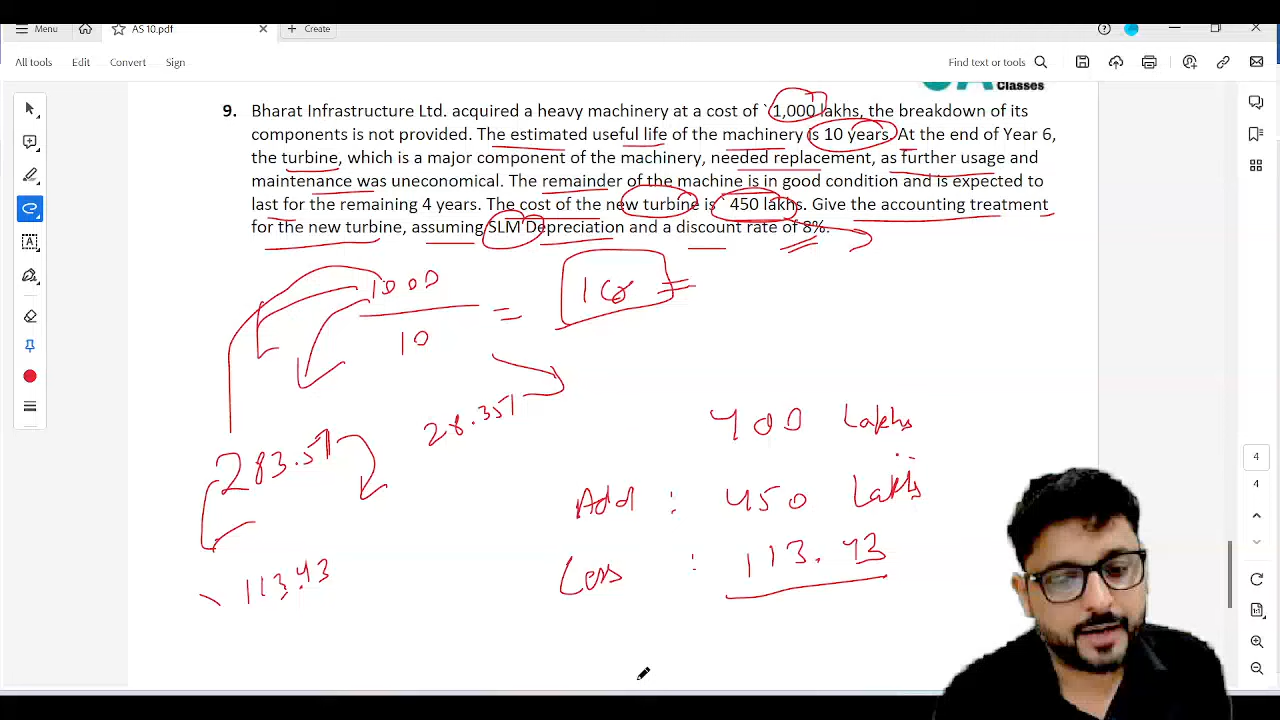 Menu
AS 10.pdf
Create
All tools Edit Convert Sign
Find text or tools
Classes
9. Bharat Infrastructure Ltd. acquired a heavy machinery at a cost of ` 1,000 lakhs, the breakdown of its
components is not provided. The estimated useful life of the machinery is 10 years. At the end of Year 6,
the turbine, which is a major component of the machinery, needed replacement, as further usage and
maintenance was uneconomical. The remainder of the machine is in good condition and is expected to
last for the remaining 4 years. The cost of the new turbine is ` 450 lakhs. Give the accounting treatment
for the new turbine, assuming SLM Depreciation and a discount rate of 8%.
1000
10
=
=
28.357
283.57
400 Lakhs
Add : 450 Lakhs
Less : 113.43
113.43
4
4